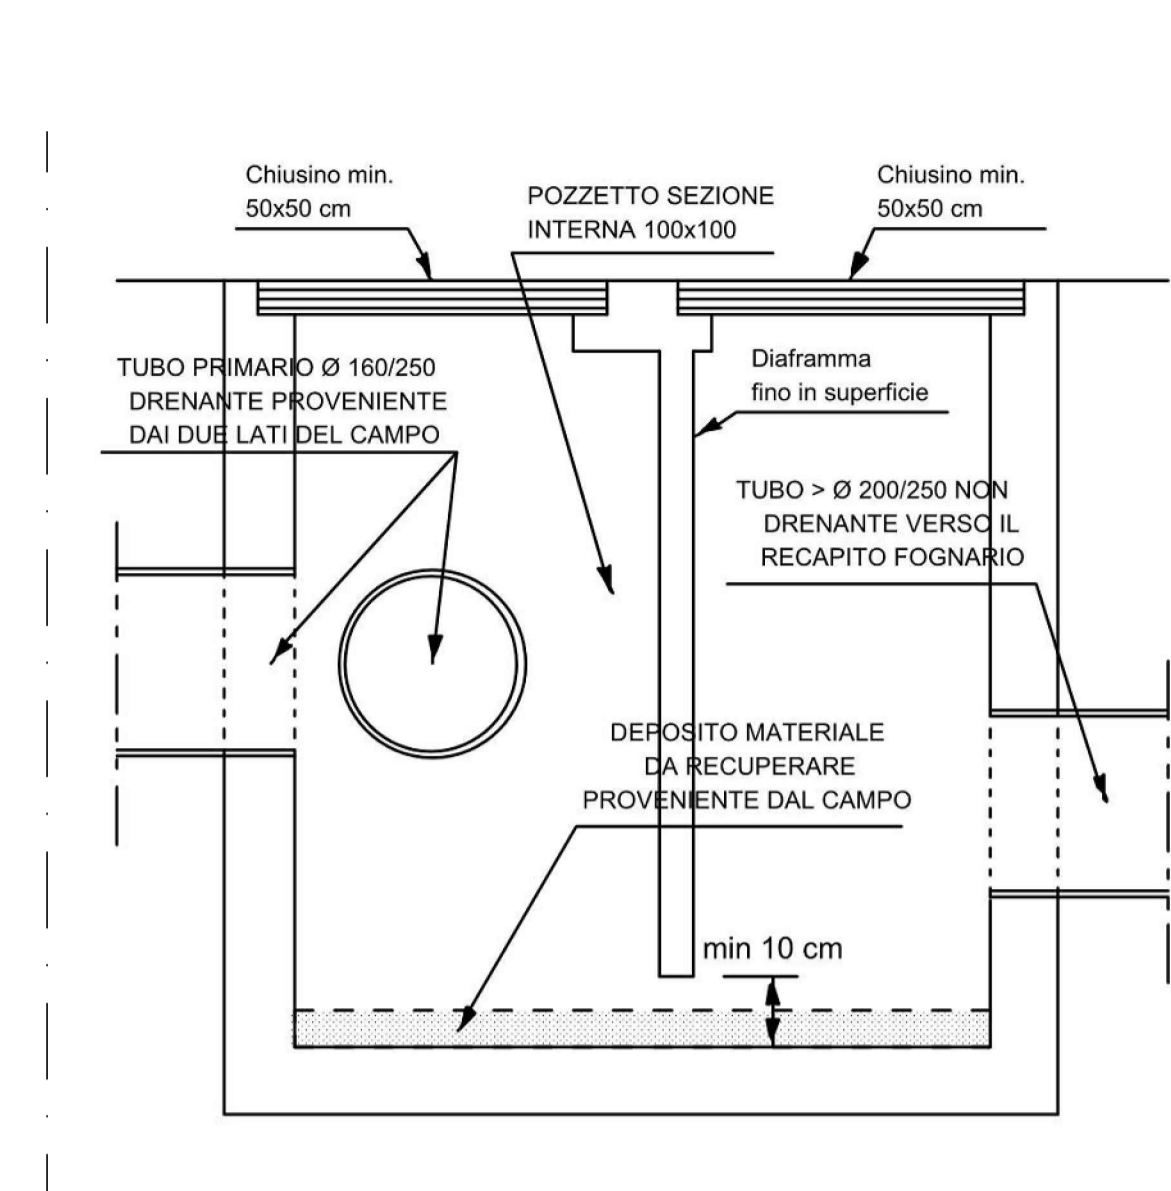 Chiusino min.
50x50 cm
POZZETTO SEZIONE
INTERNA 100x100
Chiusino min.
50x50 cm
TUBO PRIMARIO Ø 160/250
DRENANTE PROVENIENTE
DAI DUE LATI DEL CAMPO
Diaframma
fino in superficie
TUBO > Ø 200/250 NON
DRENANTE VERSO IL
RECAPITO FOGNARIO
DEPOSITO MATERIALE
DA RECUPERARE
PROVENIENTE DAL CAMPO
min 10 cm